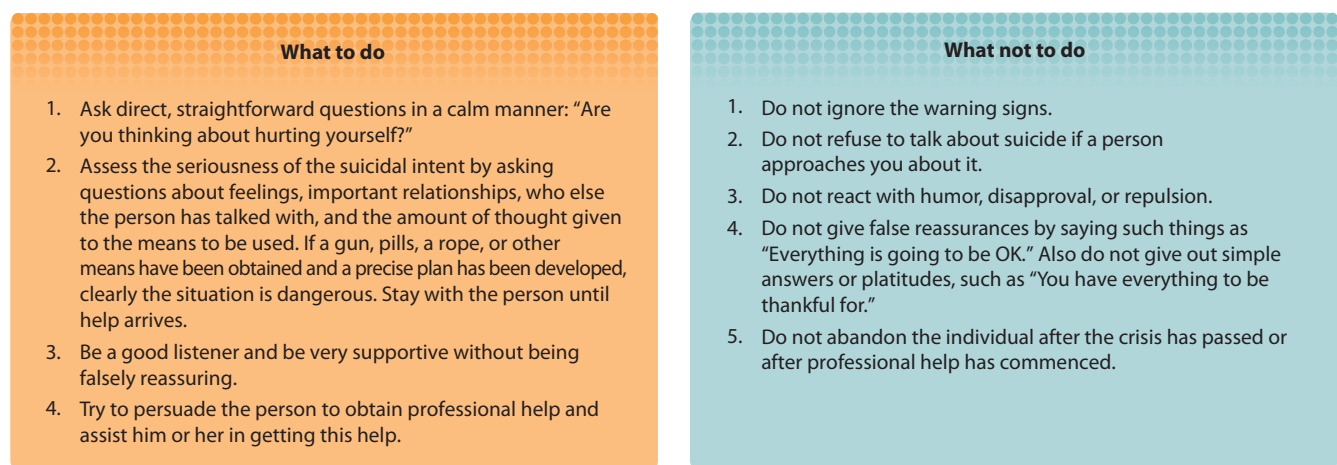 What to do
1. Ask direct, straightforward questions in a calm manner: “Are
you thinking about hurting yourself?”
2. Assess the seriousness of the suicidal intent by asking
questions about feelings, important relationships, who else
the person has talked with, and the amount of thought given
to the means to be used. If a gun, pills, a rope, or other
means have been obtained and a precise plan has been developed,
clearly the situation is dangerous. Stay with the person until
help arrives.
3. Be a good listener and be very supportive without being
falsely reassuring.
4. Try to persuade the person to obtain professional help and
assist him or her in getting this help.
What not to do
1. Do not ignore the warning signs.
2. Do not refuse to talk about suicide if a person
approaches you about it.
3. Do not react with humor, disapproval, or repulsion.
4. Do not give false reassurances by saying such things as
“Everything is going to be OK.” Also do not give out simple
answers or platitudes, such as “You have everything to be
thankful for.”
5. Do not abandon the individual after the crisis has passed or
after professional help has commenced.